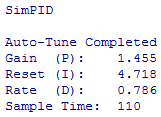 SimPID
Auto-Tune Completed
Gain (P): 1.455
Reset (I): 4.718
Rate (D): 0.786
Sample Time: 110